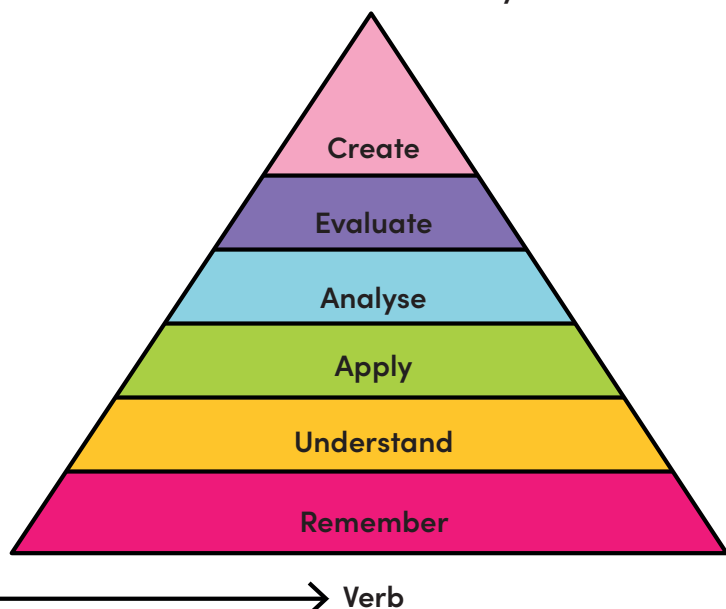 Create
Evaluate
Analyse
Apply
Understand
Remember
Verb